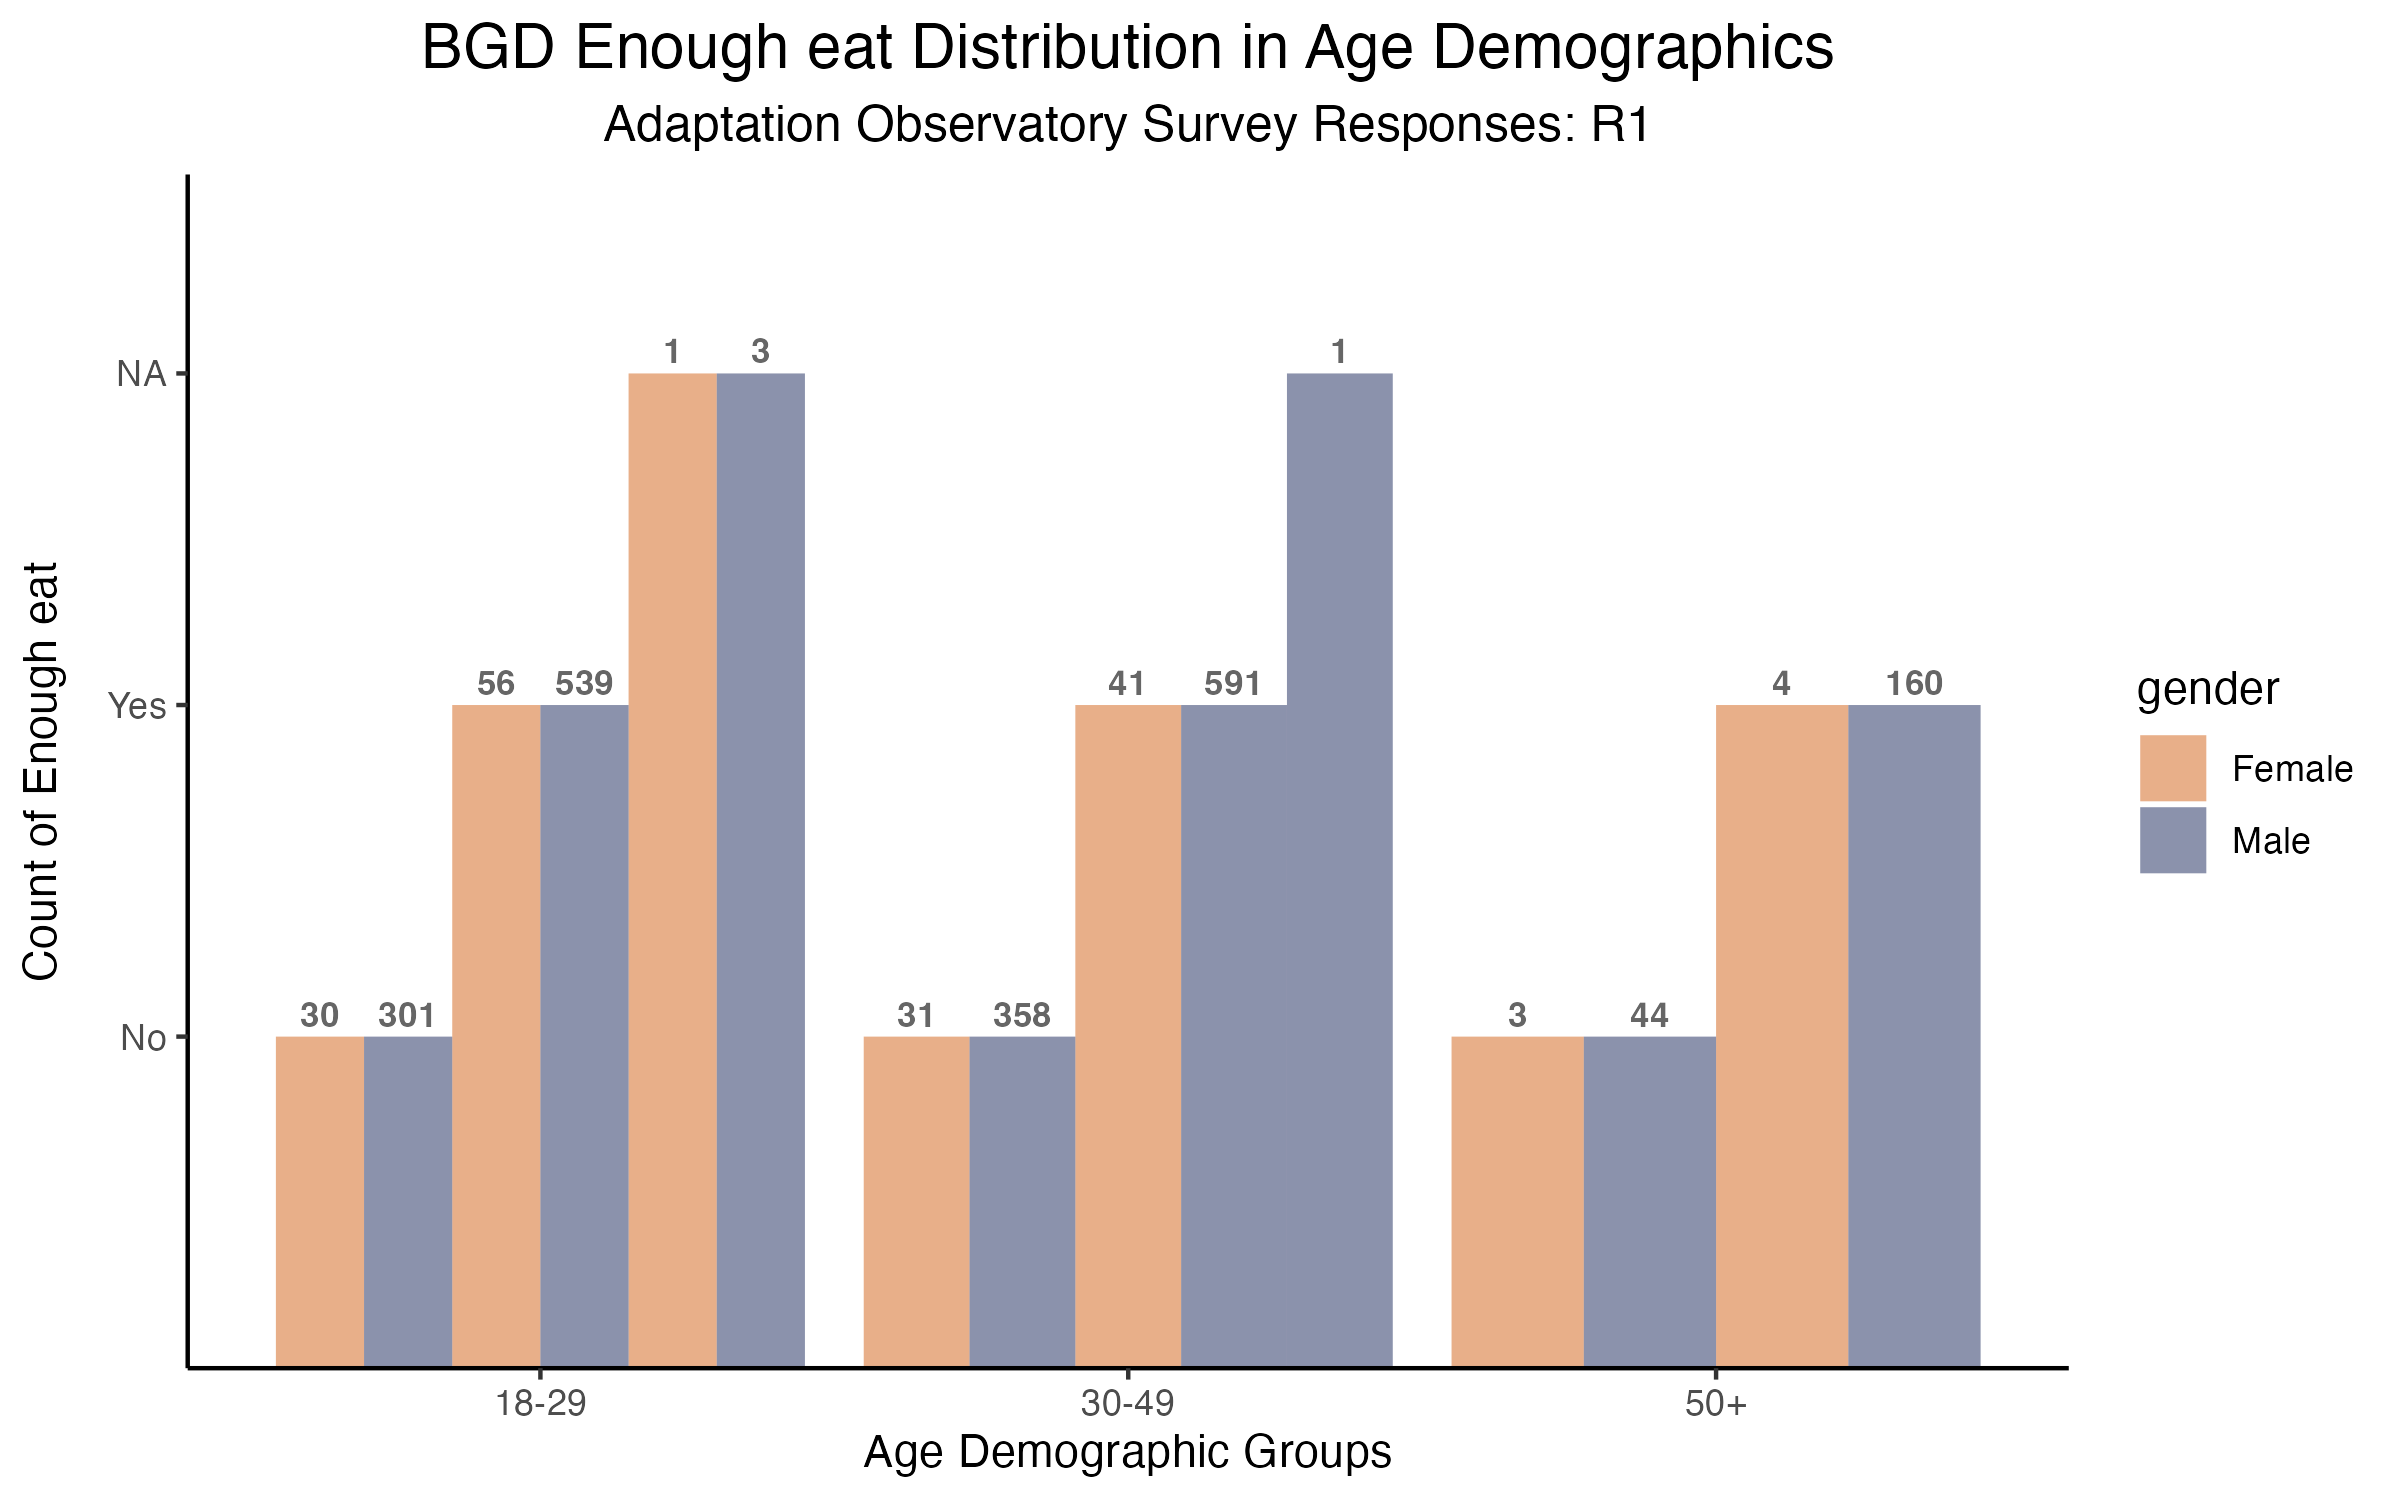 BGD Enough eat Distribution in Age Demographics
Adaptation Observatory Survey Responses: R1
Count of Enough eat
NA
Yes
No
1 3 1
56 539 41 591 4 160
30 301 31 358 3 44
18-29 30-49 50+
Age Demographic Groups
gender
Female
Male